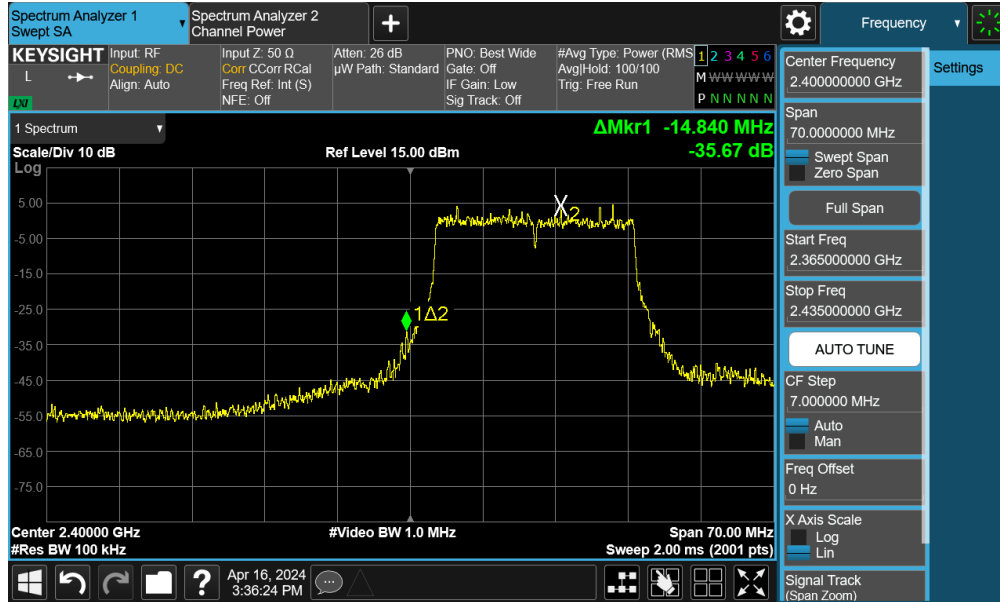 Spectrum Analyzer 1
Swept SA
Spectrum Analyzer 2
Channel Power
Frequency
KEYSIGHT
L
LXI
Input: RF
Coupling: DC
Align: Auto
Input Z: 50 Ω
Corr CCorr RCal
Freq Ref: Int (S)
NFE: Off
Atten: 26 dB
µW Path: Standard
PNO: Best Wide
Gate: Off
IF Gain: Low
Sig Track: Off
#Avg Type: Power (RMS
Avg|Hold: 100/100
Trig: Free Run
1 2 3 4 5 6
M W W W W W
P N N N N N
1 Spectrum
Scale/Div 10 dB
Log
Ref Level 15.00 dBm
ΔMkr1 -14.840 MHz
-35.67 dB
5.00
-5.00
-15.0
-25.0
-35.0
-45.0
-55.0
-65.0
-75.0
X2
1Δ2
Center 2.40000 GHz
#Res BW 100 kHz
#Video BW 1.0 MHz
Span 70.00 MHz
Sweep 2.00 ms (2001 pts)
Apr 16, 2024
3:36:24 PM
Settings
Center Frequency
2.400000000 GHz
Span
70.0000000 MHz
Swept Span
Zero Span
Full Span
Start Freq
2.365000000 GHz
Stop Freq
2.435000000 GHz
AUTO TUNE
CF Step
7.000000 MHz
Auto
Man
Freq Offset
0 Hz
X Axis Scale
Log
Lin
Signal Track
(Span Zoom)